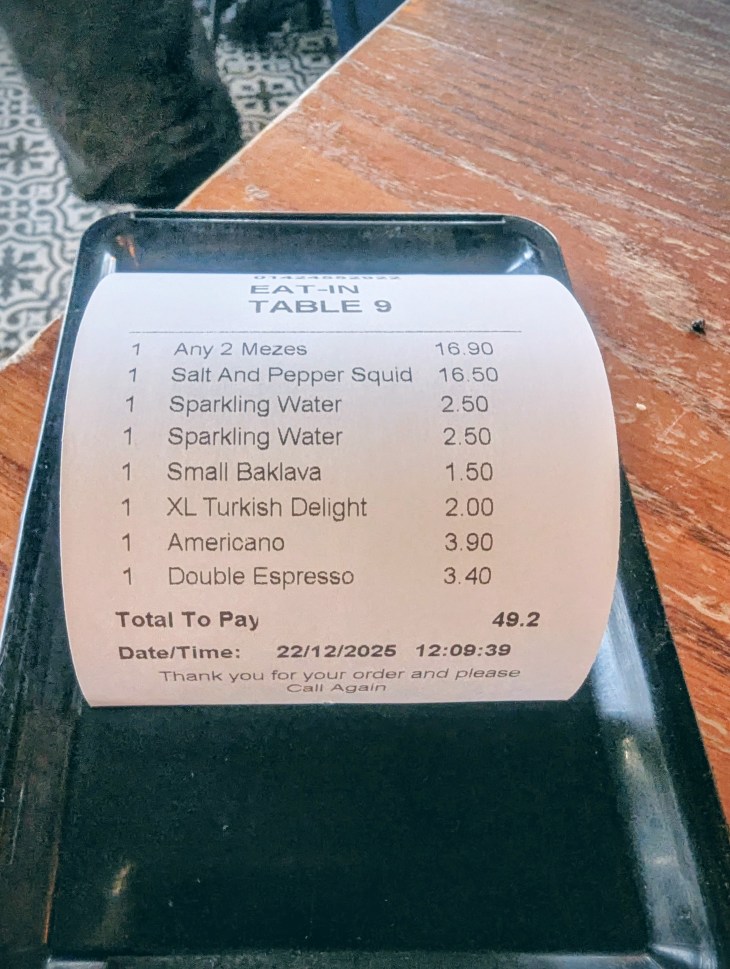 EAT-IN
TABLE 9
1 Any 2 Mezes 16.90
1 Salt And Pepper Squid 16.50
1 Sparkling Water 2.50
1 Sparkling Water 2.50
1 Small Baklava 1.50
1 XL Turkish Delight 2.00
1 Americano 3.90
1 Double Espresso 3.40
Total To Pay 49.2
Date/Time: 22/12/2025 12:09:39
Thank you for your order and please
Call Again